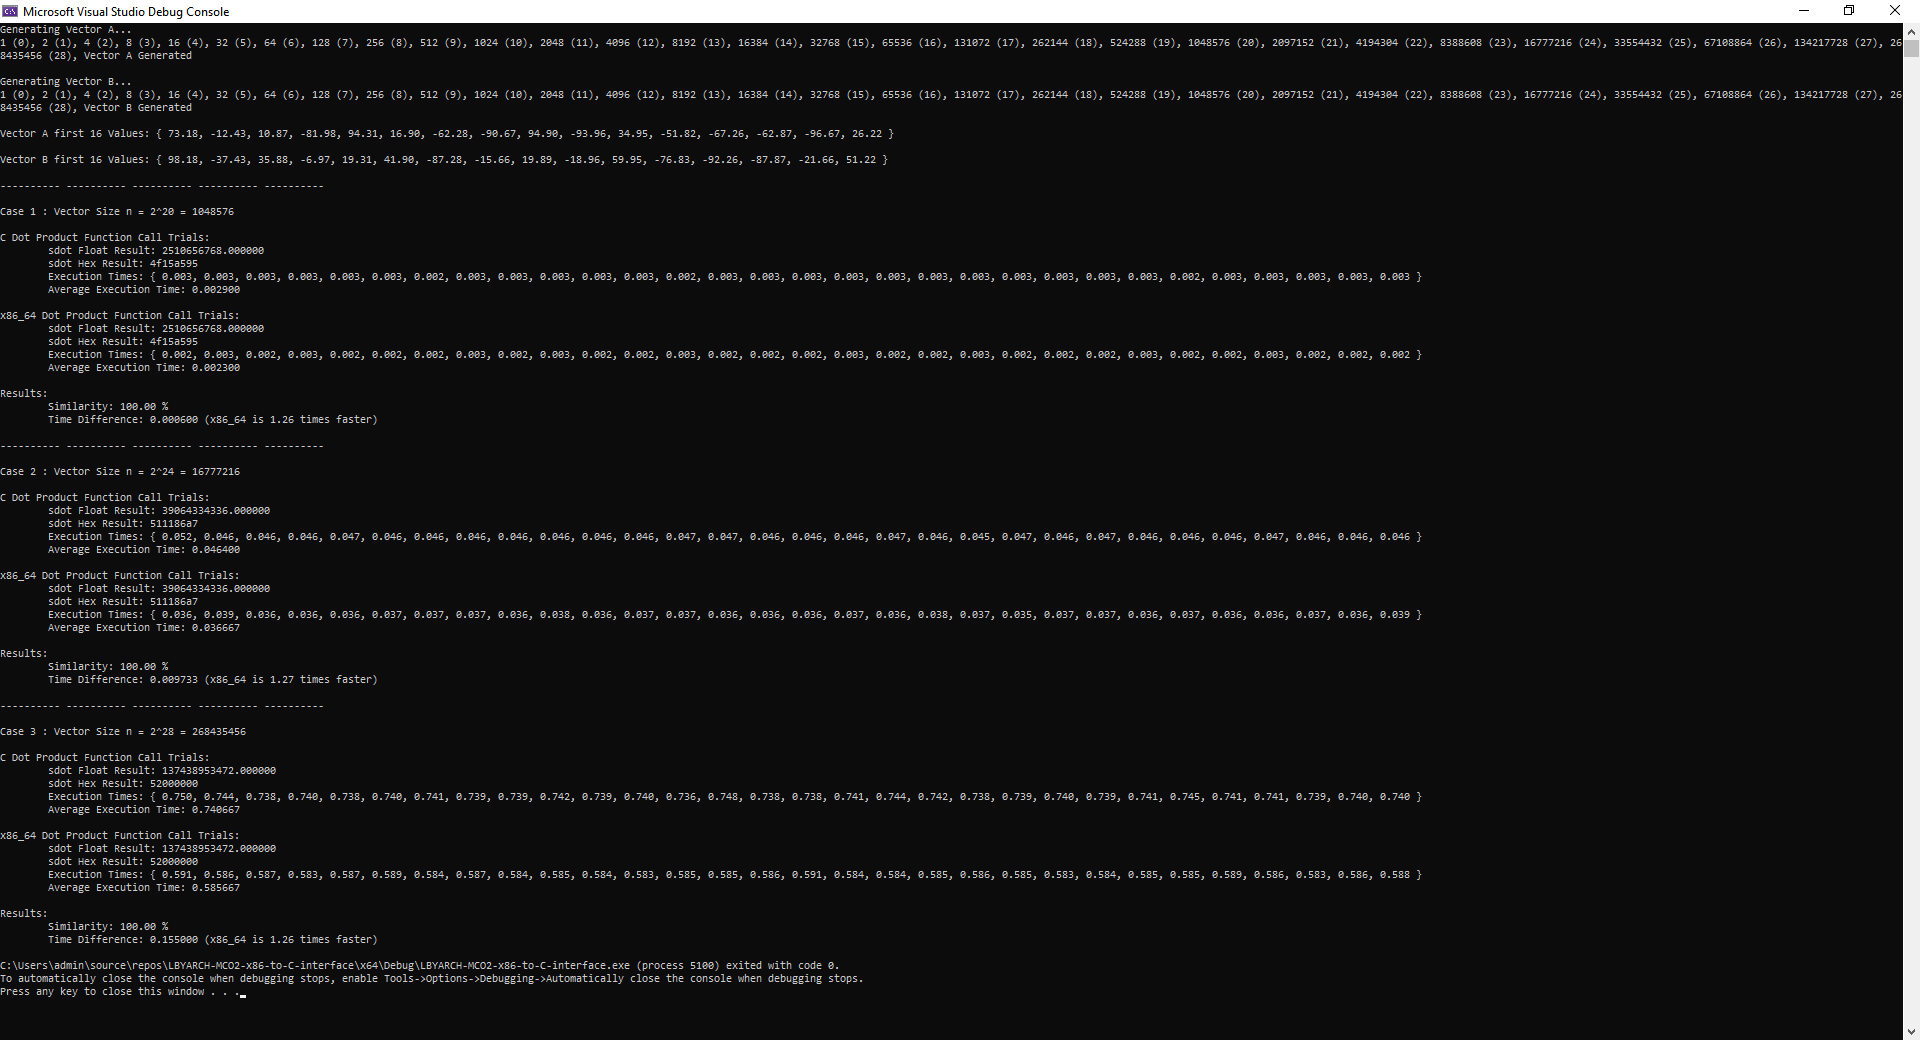 Microsoft Visual Studio Debug Console
Generating Vector A...
1 (0), 2 (1), 4 (2), 8 (3), 16 (4), 32 (5), 64 (6), 128 (7), 256 (8), 512 (9), 1024 (10), 2048 (11), 4096 (12), 8192 (13), 16384 (14), 32768 (15), 65536 (16), 131072 (17), 262144 (18), 524288 (19), 1048576 (20), 2097152 (21), 4194304 (22), 8388608 (23), 16777216 (24), 33554432 (25), 67108864 (26), 134217728 (27), 26
8435456 (28), Vector A Generated
Generating Vector B...
1 (0), 2 (1), 4 (2), 8 (3), 16 (4), 32 (5), 64 (6), 128 (7), 256 (8), 512 (9), 1024 (10), 2048 (11), 4096 (12), 8192 (13), 16384 (14), 32768 (15), 65536 (16), 131072 (17), 262144 (18), 524288 (19), 1048576 (20), 2097152 (21), 4194304 (22), 8388608 (23), 16777216 (24), 33554432 (25), 67108864 (26), 134217728 (27), 26
8435456 (28), Vector B Generated
Vector A first 16 Values: { 73.18, -12.43, 10.87, -81.98, 94.31, 16.90, -62.28, -90.67, 94.90, -93.96, 34.95, -51.82, -67.26, -62.87, -96.67, 26.22 }
Vector B first 16 Values: { 98.18, -37.43, 35.88, -6.97, 19.31, 41.90, -87.28, -15.66, 19.89, -18.96, 59.95, -76.83, -92.26, -87.87, -21.66, 51.22 }
---------- ---------- ---------- ---------- ----------
Case 1 : Vector Size n = 2^20 = 1048576
C Dot Product Function Call Trials:
sdot Float Result: 2510656768.000000
sdot Hex Result: 4f15a595
Execution Times: { 0.003, 0.003, 0.003, 0.003, 0.003, 0.003, 0.002, 0.003, 0.003, 0.003, 0.003, 0.003, 0.002, 0.003, 0.003, 0.003, 0.003, 0.003, 0.003, 0.003, 0.003, 0.003, 0.003, 0.003, 0.002, 0.003, 0.003, 0.003, 0.003, 0.003 }
Average Execution Time: 0.002900
x86_64 Dot Product Function Call Trials:
sdot Float Result: 2510656768.000000
sdot Hex Result: 4f15a595
Execution Times: { 0.002, 0.003, 0.002, 0.003, 0.002, 0.002, 0.002, 0.003, 0.002, 0.003, 0.002, 0.002, 0.003, 0.002, 0.002, 0.002, 0.003, 0.002, 0.002, 0.003, 0.002, 0.002, 0.002, 0.003, 0.002, 0.002, 0.003, 0.002, 0.002, 0.002 }
Average Execution Time: 0.002300
Results:
Similarity: 100.00 %
Time Difference: 0.000600 (x86_64 is 1.26 times faster)
---------- ---------- ---------- ---------- ----------
Case 2 : Vector Size n = 2^24 = 16777216
C Dot Product Function Call Trials:
sdot Float Result: 39064334336.000000
sdot Hex Result: 511186a7
Execution Times: { 0.052, 0.046, 0.046, 0.046, 0.047, 0.046, 0.046, 0.046, 0.046, 0.046, 0.046, 0.046, 0.047, 0.047, 0.046, 0.046, 0.046, 0.047, 0.046, 0.045, 0.047, 0.046, 0.047, 0.046, 0.046, 0.046, 0.047, 0.046, 0.046, 0.046 }
Average Execution Time: 0.046400
x86_64 Dot Product Function Call Trials:
sdot Float Result: 39064334336.000000
sdot Hex Result: 511186a7
Execution Times: { 0.036, 0.039, 0.036, 0.036, 0.036, 0.037, 0.037, 0.037, 0.036, 0.038, 0.036, 0.037, 0.037, 0.036, 0.036, 0.036, 0.037, 0.036, 0.038, 0.037, 0.035, 0.037, 0.037, 0.036, 0.037, 0.036, 0.036, 0.037, 0.036, 0.039 }
Average Execution Time: 0.036667
Results:
Similarity: 100.00 %
Time Difference: 0.009733 (x86_64 is 1.27 times faster)
---------- ---------- ---------- ---------- ----------
Case 3 : Vector Size n = 2^28 = 268435456
C Dot Product Function Call Trials:
sdot Float Result: 137438953472.000000
sdot Hex Result: 52000000
Execution Times: { 0.750, 0.744, 0.738, 0.740, 0.738, 0.740, 0.741, 0.739, 0.739, 0.742, 0.739, 0.740, 0.736, 0.748, 0.738, 0.738, 0.741, 0.744, 0.742, 0.738, 0.739, 0.740, 0.739, 0.741, 0.745, 0.741, 0.741, 0.739, 0.740, 0.740 }
Average Execution Time: 0.740667
x86_64 Dot Product Function Call Trials:
sdot Float Result: 137438953472.000000
sdot Hex Result: 52000000
Execution Times: { 0.591, 0.586, 0.587, 0.583, 0.587, 0.589, 0.584, 0.587, 0.584, 0.585, 0.584, 0.583, 0.585, 0.585, 0.586, 0.591, 0.584, 0.584, 0.585, 0.586, 0.585, 0.583, 0.584, 0.585, 0.585, 0.589, 0.586, 0.583, 0.586, 0.588 }
Average Execution Time: 0.585667
Results:
Similarity: 100.00 %
Time Difference: 0.155000 (x86_64 is 1.26 times faster)
C:\Users\admin\source\repos\LBYARCH-MCO2-x86-to-C-interface\x64\Debug\LBYARCH-MCO2-x86-to-C-interface.exe (process 5100) exited with code 0.
To automatically close the console when debugging stops, enable Tools->Options->Debugging->Automatically close the console when debugging stops.
Press any key to close this window . . .